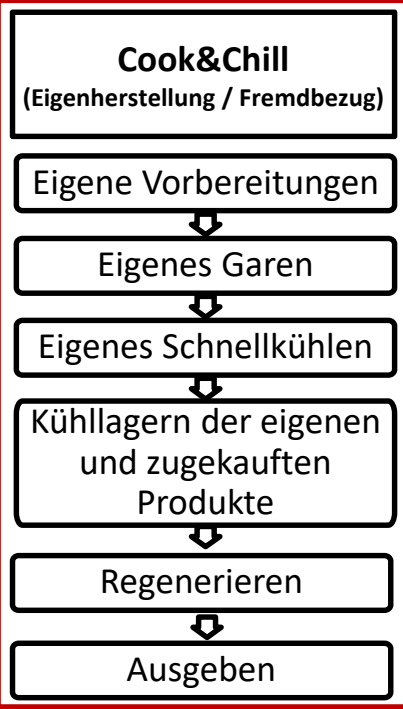 Cook&Chill
(Eigenherstellung / Fremdbezug)
Eigene Vorbereitungen
Eigenes Garen
Eigenes Schnellkühlen
Kühllagern der eigenen
und zugekauften
Produkte
Regenerieren
Ausgeben